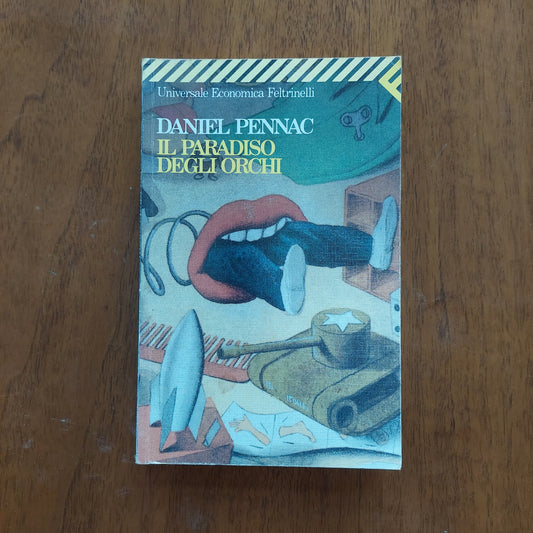 Universale Economica Feltrinelli
DANIEL PENNAC
IL PARADISO
DEGLI ORCHI